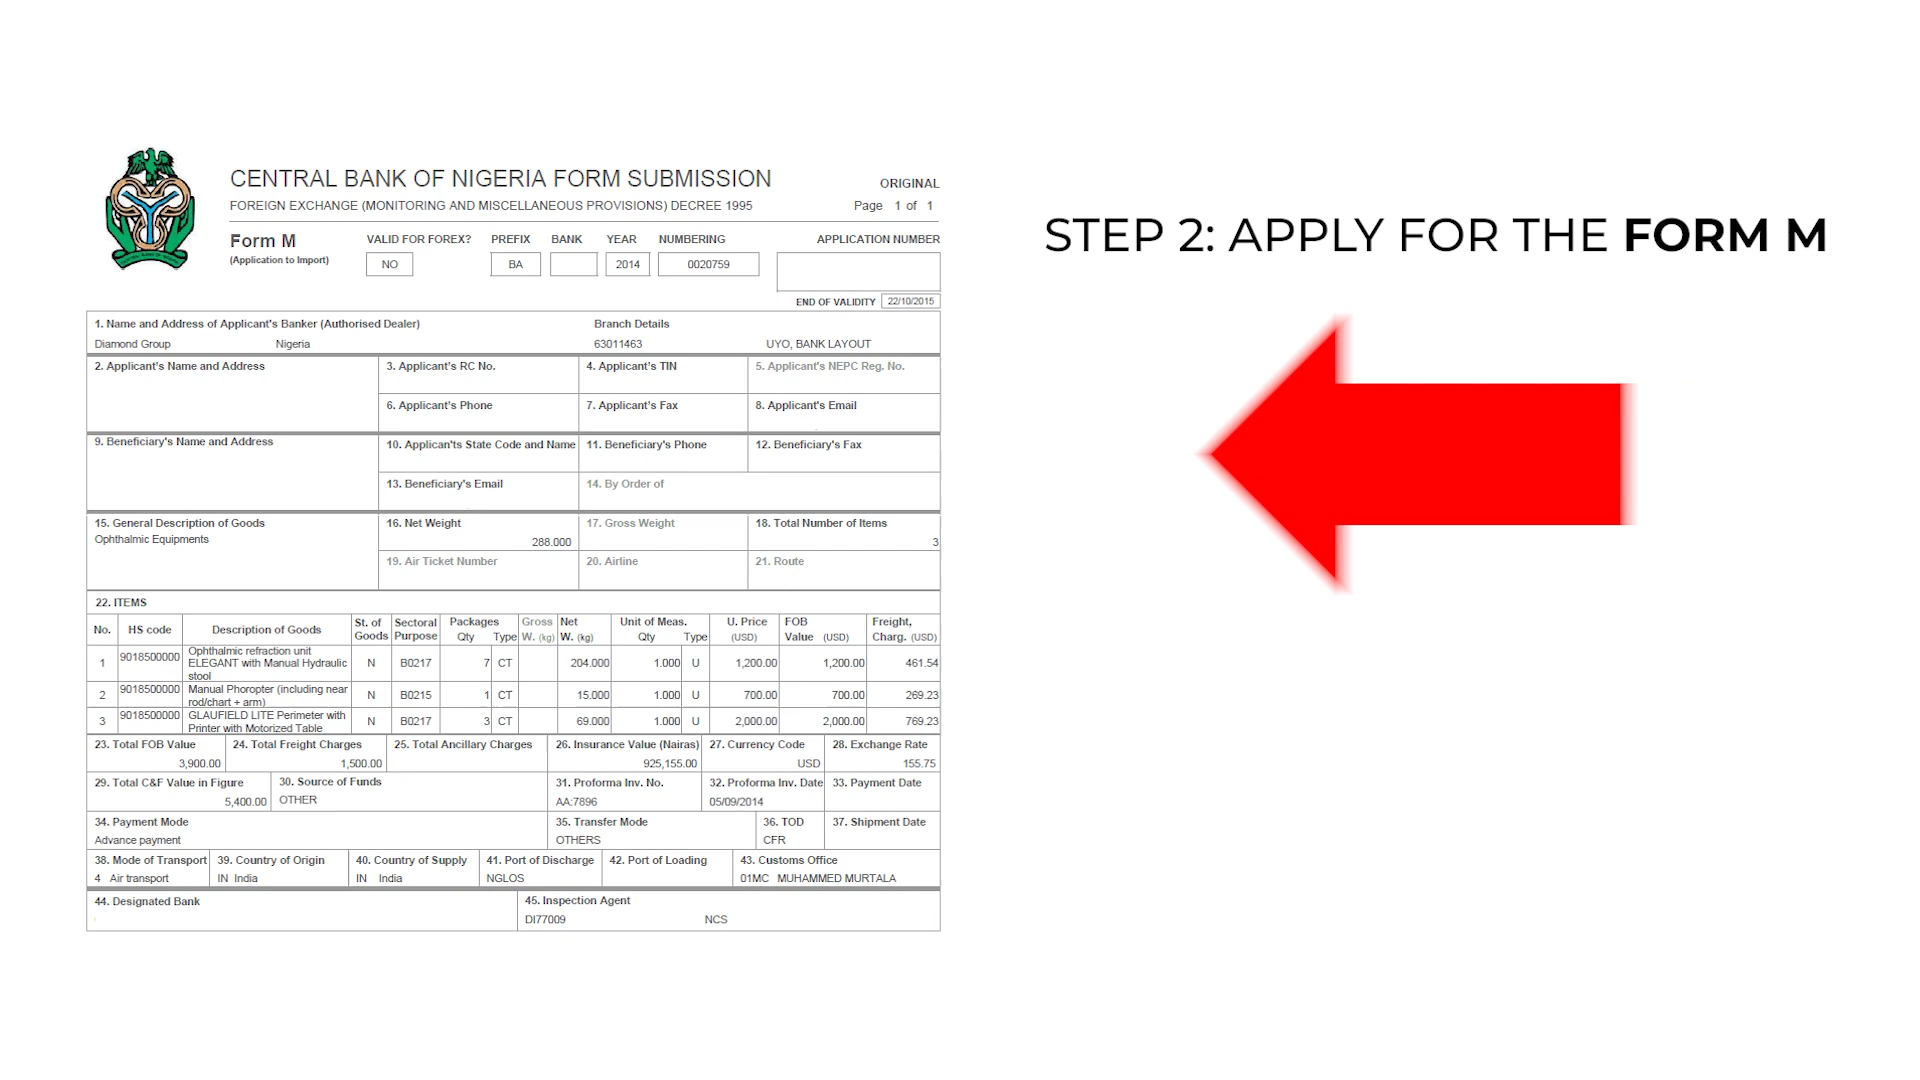 CENTRAL BANK OF NIGERIA FORM SUBMISSION
ORIGINAL
FOREIGN EXCHANGE (MONITORING AND MISCELLANEOUS PROVISIONS) DECREE 1995
Page 1 of 1
Form M
(Application to Import)
VALID FOR FOREX? PREFIX BANK YEAR NUMBERING APPLICATION NUMBER
NO BA 2014 0020759
END OF VALIDITY 22/10/2015
1. Name and Address of Applicant's Banker (Authorised Dealer) Branch Details
Diamond Group Nigeria 63011463 UYO, BANK LAYOUT
2. Applicant's Name and Address 3. Applicant's RC No. 4. Applicant's TIN 5. Applicant's NEPC Reg. No.
6. Applicant's Phone 7. Applicant's Fax 8. Applicant's Email
9. Beneficiary's Name and Address 10. Applican'ts State Code and Name 11. Beneficiary's Phone 12. Beneficiary's Fax
13. Beneficiary's Email 14. By Order of
15. General Description of Goods 16. Net Weight 17. Gross Weight 18. Total Number of Items
Ophthalmic Equipments 288.000 3
19. Air Ticket Number 20. Airline 21. Route
22. ITEMS
No. HS code Description of Goods St. of Goods Sectoral Purpose Packages Qty Type Gross W. (kg) Net W. (kg) Unit of Meas. Qty Type U. Price (USD) FOB Value (USD) Freight, Charg. (USD)
1 9018500000 Ophthalmic refraction unit ELEGANT with Manual Hydraulic stool N B0217 7 CT 204.000 1.000 U 1,200.00 1,200.00 461.54
2 9018500000 Manual Phoropter (including near rod/chart + arm) N B0215 1 CT 15.000 1.000 U 700.00 700.00 269.23
3 9018500000 GLAUFIELD LITE Perimeter with Printer with Motorized Table N B0217 3 CT 69.000 1.000 U 2,000.00 2,000.00 769.23
23. Total FOB Value 24. Total Freight Charges 25. Total Ancillary Charges 26. Insurance Value (Nairas) 27. Currency Code 28. Exchange Rate
3,900.00 1,500.00 925,155.00 USD 155.75
29. Total C&F Value in Figure 30. Source of Funds 31. Proforma Inv. No. 32. Proforma Inv. Date 33. Payment Date
5,400.00 OTHER AA:7896 05/09/2014
34. Payment Mode 35. Transfer Mode 36. TOD 37. Shipment Date
Advance payment OTHERS CFR
38. Mode of Transport 39. Country of Origin 40. Country of Supply 41. Port of Discharge 42. Port of Loading 43. Customs Office
4 Air transport IN India IN India NGLOS 01MC MUHAMMED MURTALA
44. Designated Bank 45. Inspection Agent
DI77009 NCS
STEP 2: APPLY FOR THE FORM M